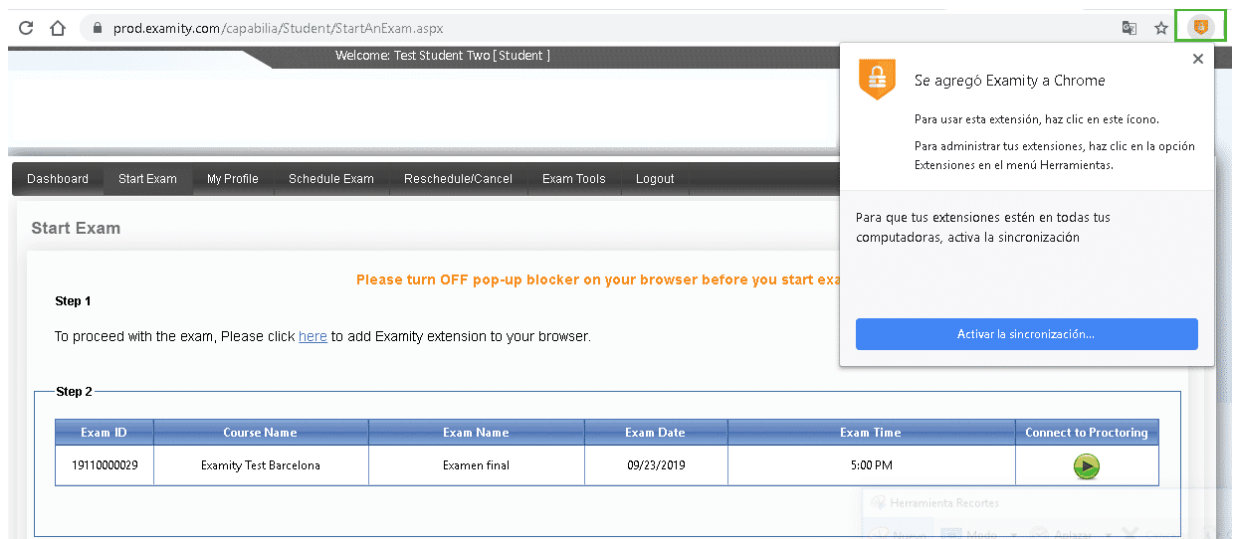 prod.examity.com/capabilia/Student/StartAnExam.aspx
Welcome: Test Student Two [ Student ]
Se agregó Examity a Chrome
Para usar esta extensión, haz clic en este ícono.
Para administrar tus extensiones, haz clic en la opción
Extensiones en el menú Herramientas.
Para que tus extensiones estén en todas tus
computadoras, activa la sincronización
Activar la sincronización...
Dashboard Start Exam My Profile Schedule Exam Reschedule/Cancel Exam Tools Logout
Start Exam
Please turn OFF pop-up blocker on your browser before you start exa
Step 1
To proceed with the exam, Please click here to add Examity extension to your browser.
Step 2
Exam ID Course Name Exam Name Exam Date Exam Time Connect to Proctoring
19110000029 Examity Test Barcelona Examen final 09/23/2019 5:00 PM
Herramienta Recortes
Nuevo Modo Aplazar